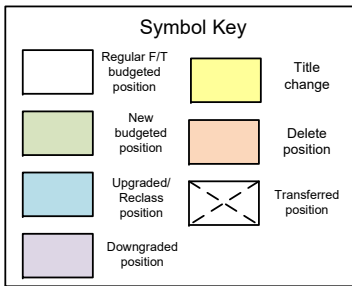 Symbol Key
Regular F/T
budgeted
position
New
budgeted
position
Upgraded/
Reclass
position
Downgraded
position
Title
change
Delete
position
Transferred
position